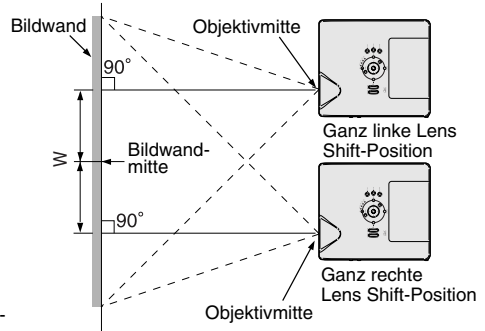 Bildwand
Objektivmitte
90°
Ganz linke Lens
Shift-Position
W
Bildwand-
mitte
90°
Ganz rechte
Lens Shift-Position
Objektivmitte
-